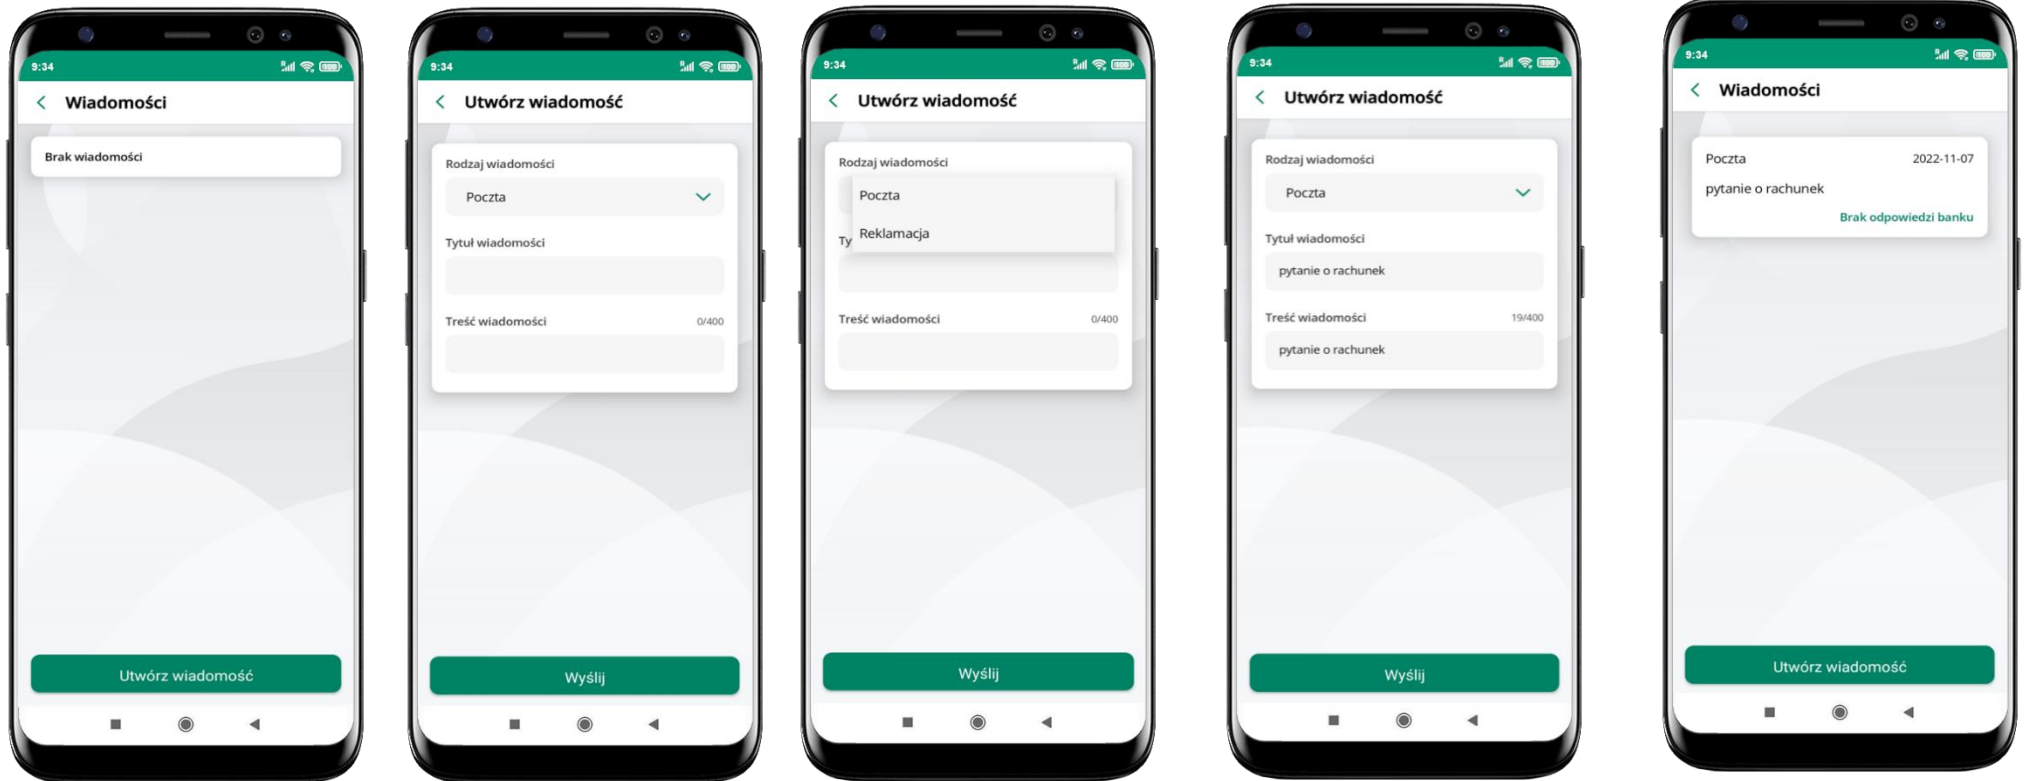 9:34
Wiadomości
Brak wiadomości
Utwórz wiadomość
9:34
Utwórz wiadomość
Rodzaj wiadomości
Poczta
Tytuł wiadomości
Treść wiadomości 0/400
Wyślij
9:34
Utwórz wiadomość
Rodzaj wiadomości
Poczta
Reklamacja
Ty
Treść wiadomości 0/400
Wyślij
9:34
Utwórz wiadomość
Rodzaj wiadomości
Poczta
Tytuł wiadomości
pytanie o rachunek
Treść wiadomości 19/400
pytanie o rachunek
Wyślij
9:34
Wiadomości
Poczta 2022-11-07
pytanie o rachunek
Brak odpowiedzi banku
Utwórz wiadomość